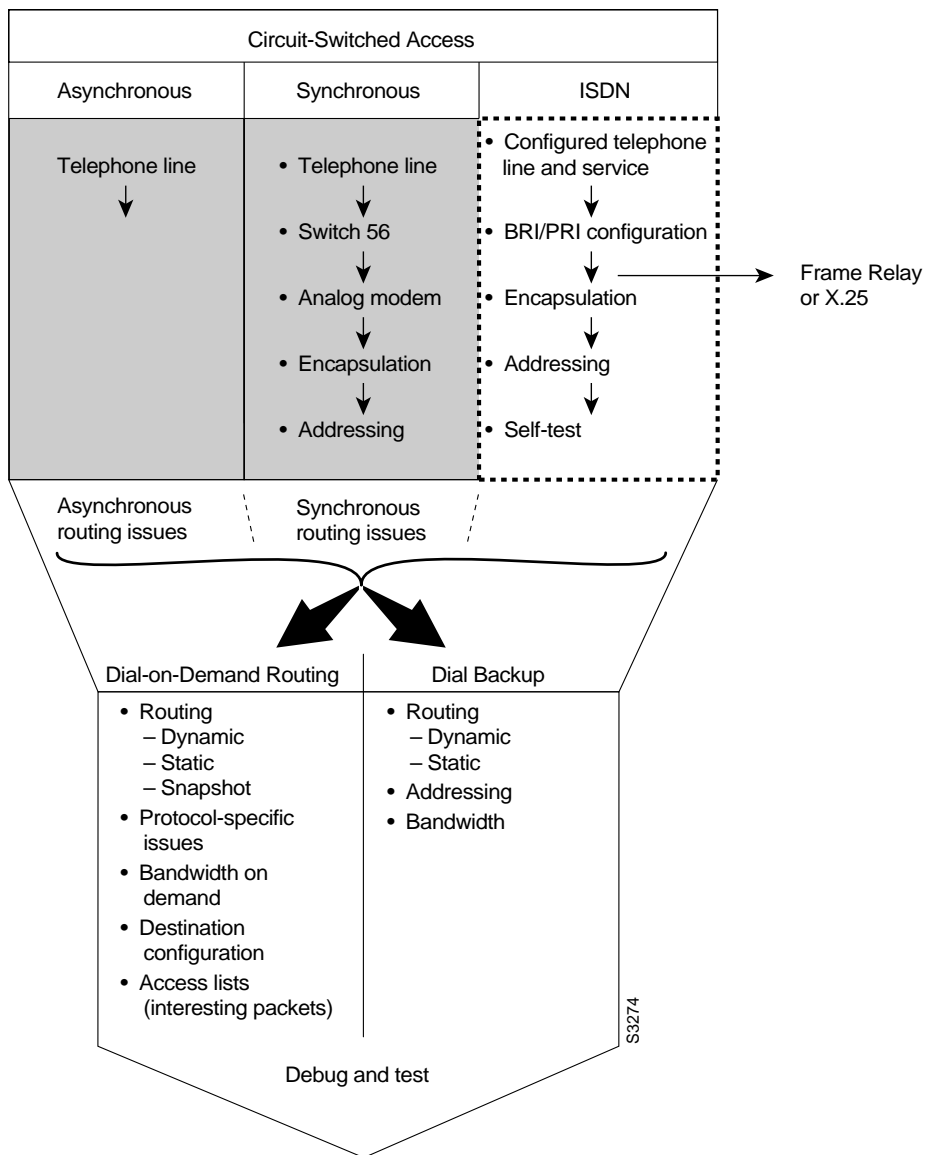 Circuit-Switched Access
Asynchronous
Synchronous
ISDN
Telephone line
• Telephone line
• Switch 56
• Analog modem
• Encapsulation
• Addressing
• Configured telephone
line and service
• BRI/PRI configuration
• Encapsulation
• Addressing
• Self-test
Frame Relay
or X.25
Asynchronous
routing issues
Synchronous
routing issues
Dial-on-Demand Routing
• Routing
– Dynamic
– Static
– Snapshot
• Protocol-specific
issues
• Bandwidth on
demand
• Destination
configuration
• Access lists
(interesting packets)
Dial Backup
• Routing
– Dynamic
– Static
• Addressing
• Bandwidth
S3274
Debug and test